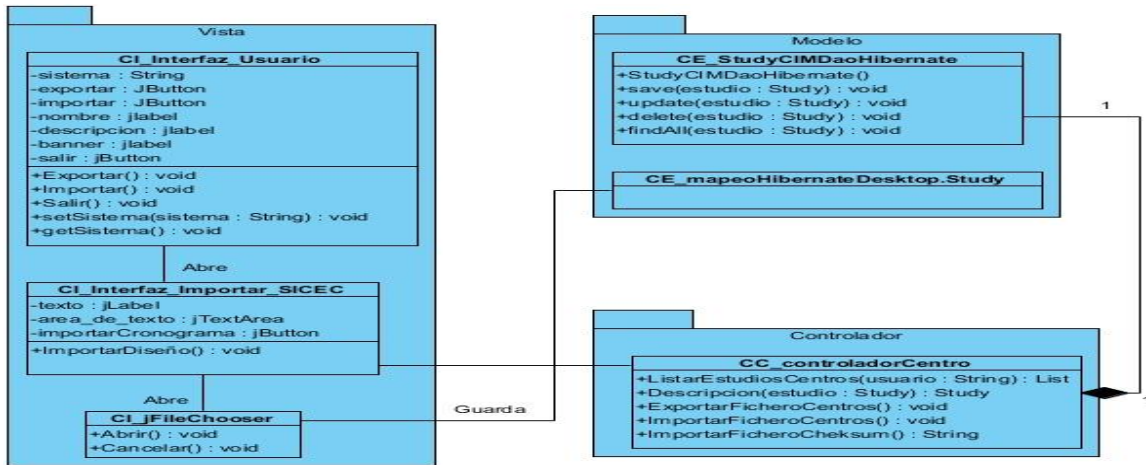 Vista
CI_Interfaz_Usuario
-sistema : String
-exportar : JButton
-importar : JButton
-nombre : jlabel
-descripcion : jlabel
-banner : jlabel
-salir : jButton
+Exportar() : void
+Importar() : void
+Salir() : void
+setSistema(sistema : String) : void
+getSistema() : void
Abre
CI_Interfaz_Importar_SICEC
-texto : jLabel
-area_de_texto : jTextArea
-importarCronograma : jButton
+ImportarDiseño() : void
Abre
CI_jFileChooser
+Abrir() : void
+Cancelar() : void
Guarda
Modelo
CE_StudyCIMDaoHibernate
+StudyCIMDaoHibernate()
+save(estudio : Study) : void
+update(estudio : Study) : void
+delete(estudio : Study) : void
+findAll(estudio : Study) : void
CE_mapeoHibernateDesktop.Study
1
Controlador
CC_controladorCentro
+ListarEstudiosCentros(usuario : String) : List
+Descripcion(estudio : Study) : Study
+ExportarFicheroCentros() : void
+ImportarFicheroCentros() : void
+ImportarFicheroCheksum() : String